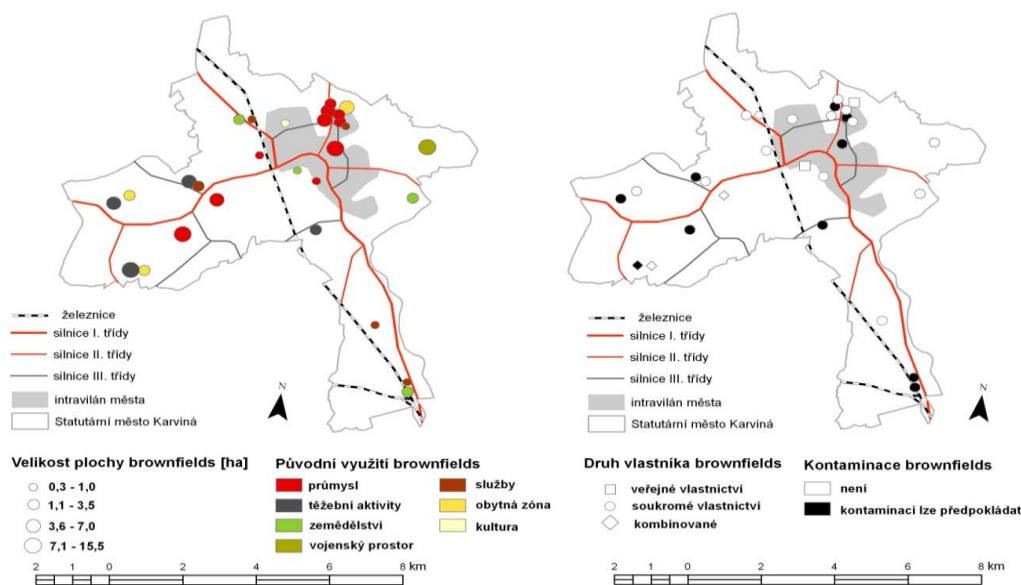 N
železnice
silnice I. třídy
silnice II. třídy
silnice III. třídy
intravilán města
Statutární město Karviná
Velikost plochy brownfields [ha]
0,3 - 1,0
1,1 - 3,5
3,6 - 7,0
7,1 - 15,5
Původní využití brownfields
průmysl
těžební aktivity
zemědělství
vojenský prostor
služby
obytná zóna
kultura
2 1 0 2 4 6 8 km
N
železnice
silnice I. třídy
silnice II. třídy
silnice III. třídy
intravilán města
Statutární město Karviná
Druh vlastníka brownfields
veřejné vlastnictví
soukromé vlastnictví
kombinované
Kontaminace brownfields
není
kontaminaci lze předpokládat
2 1 0 2 4 6 8 km